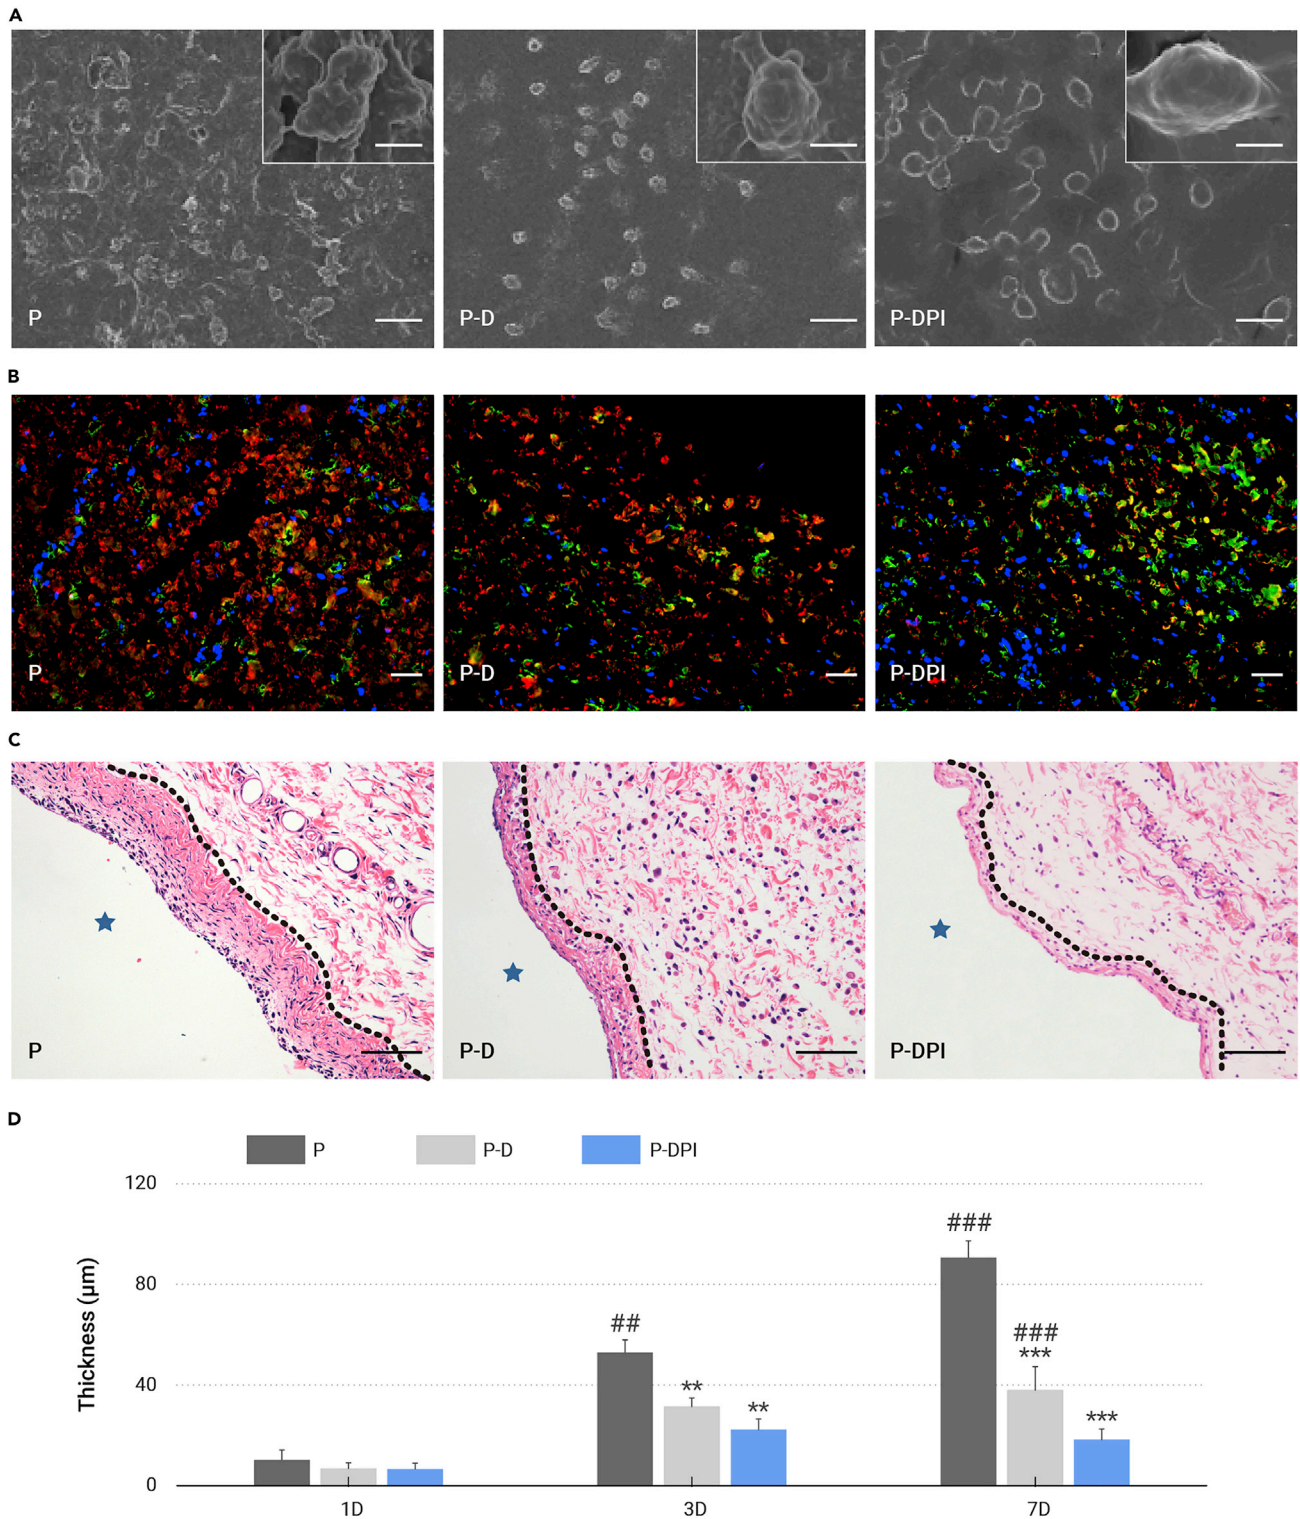 A
P
P-D
P-DPI
B
P
P-D
P-DPI
C
P
P-D
P-DPI
D
P
P-D
P-DPI
120
80
40
0
Thickness (μm)
##
**
**
###
###
***
***
1D
3D
7D